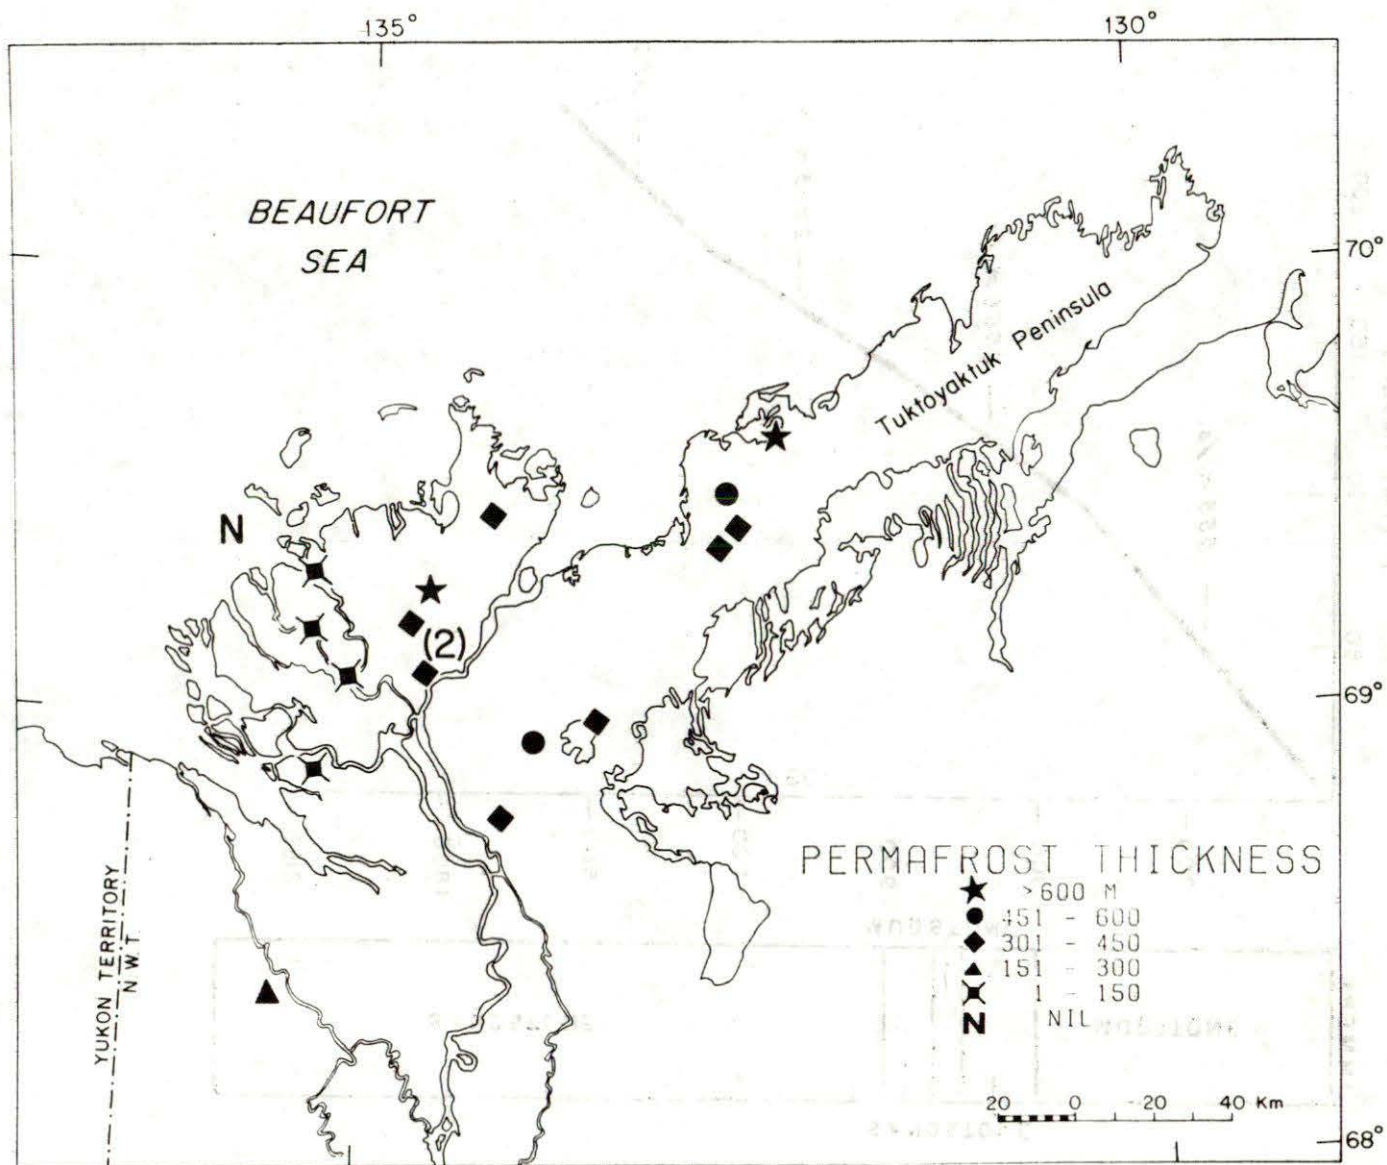 135°
130°
BEAUFORT
SEA
70°
Tuktoyaktuk Peninsula
N
(2)
69°
YUKON TERRITORY
N.W.T.
PERMAFROST THICKNESS
>600 M
451 - 600
301 - 450
151 - 300
1 - 150
N NIL
20 0 20 40 Km
68°